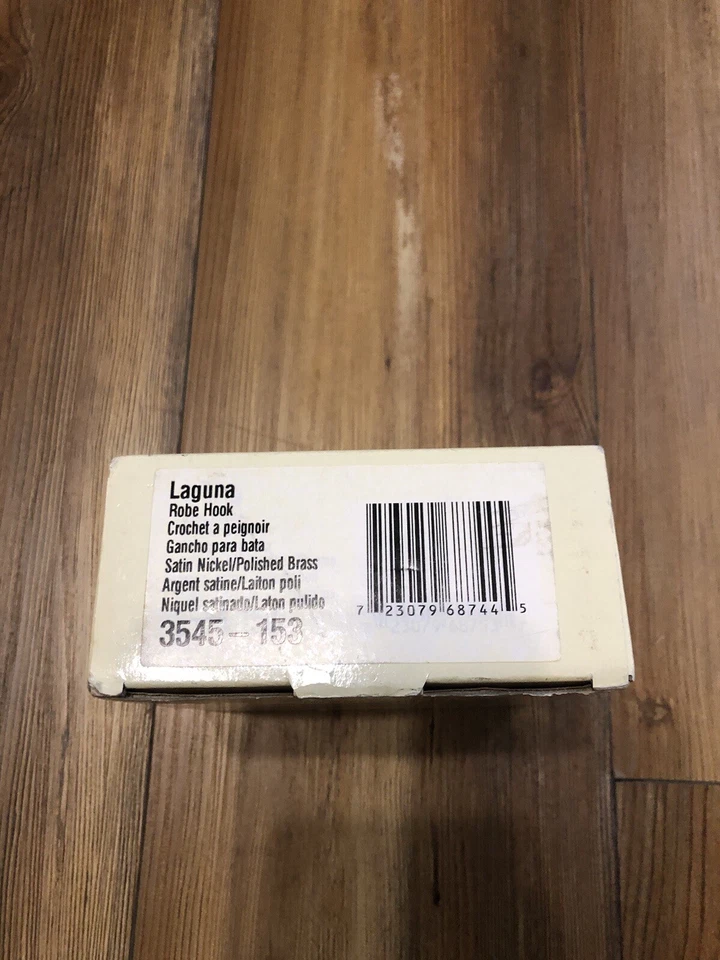 Laguna
Robe Hook
Crochet a peignoir
Gancho para bata
Satin Nickel/Polished Brass
Argent satine/Laiton poli
Niquel satinado/Laton pulido
3545-153
7 23079 68744 5